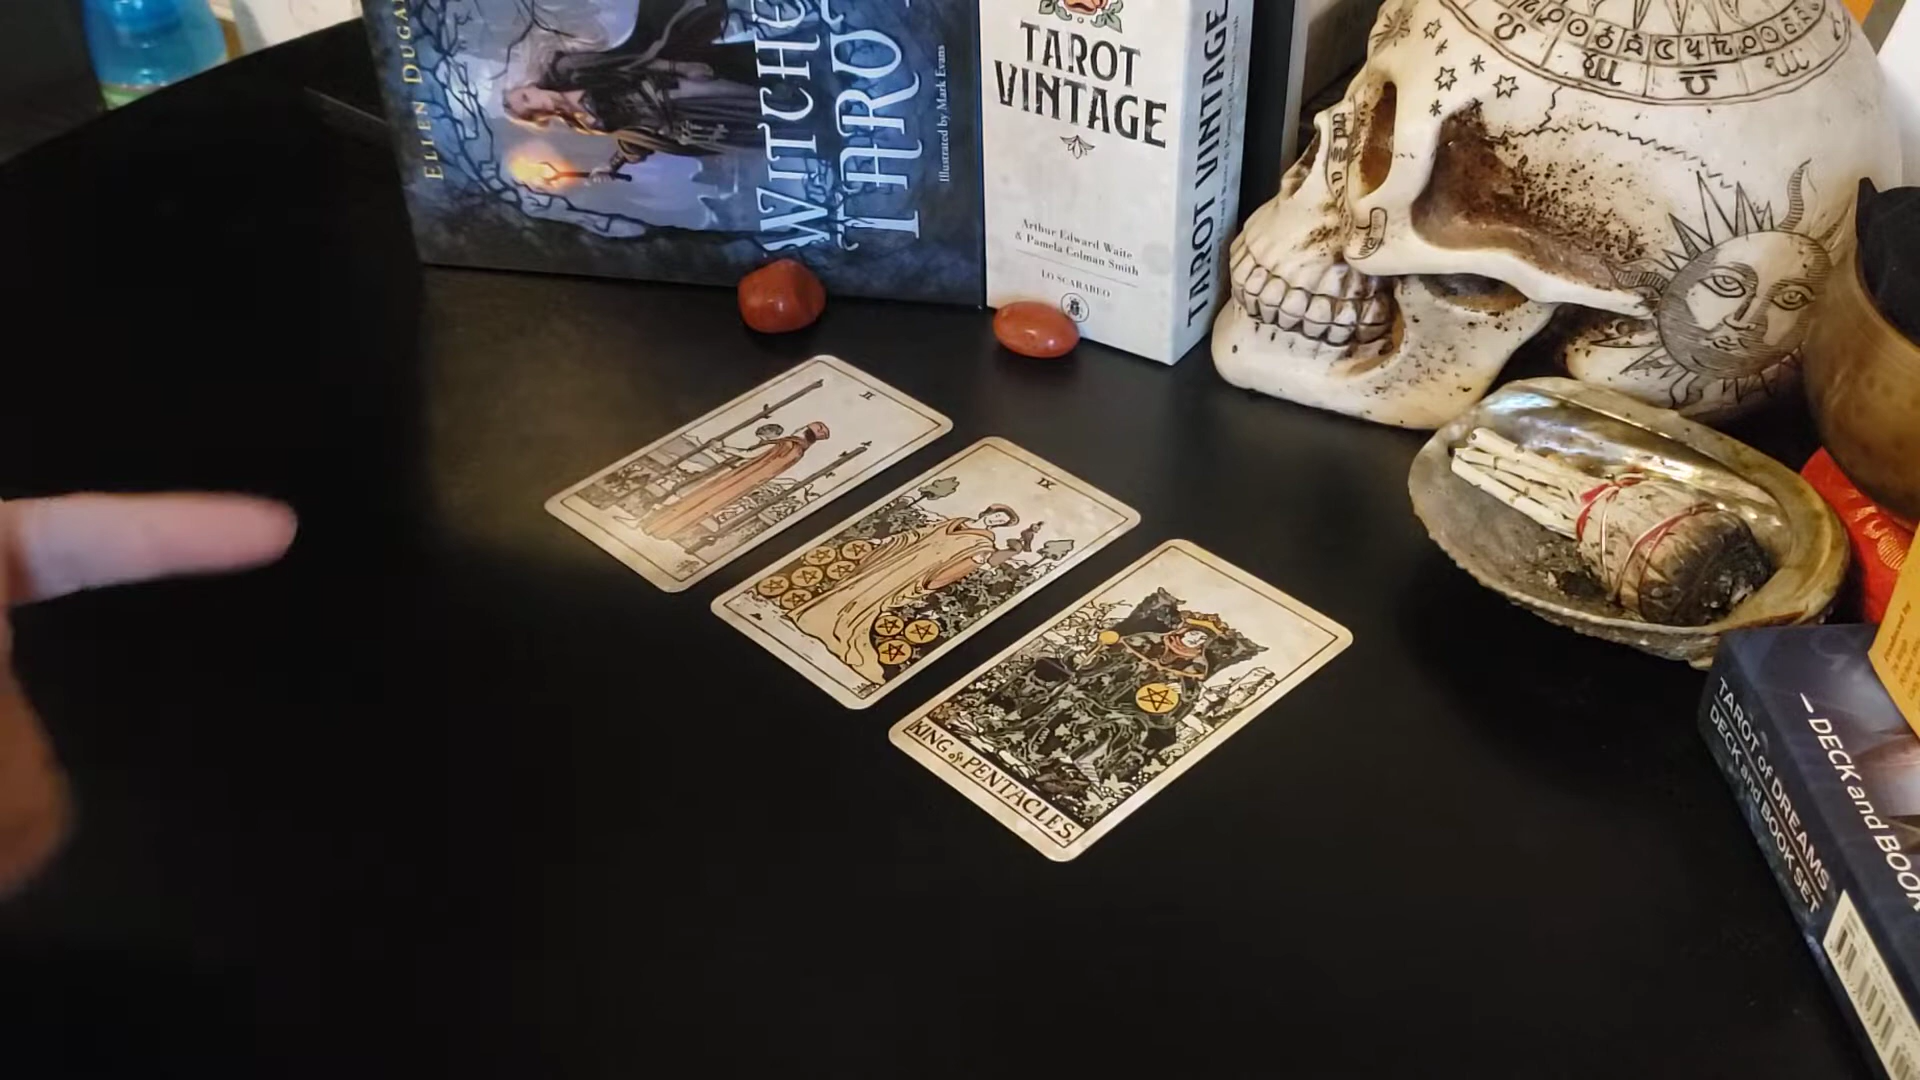 ELLEN DUGAN
WITCHES
TARO
Illustrated by Mark Evans
TAROT
VINTAGE
Arthur Edward Waite
& Pamela Colman Smith
LO SCARABEO
TAROT VINTAGE
II
IX
KING of PENTACLES.
TAROT of DREAMS
DECK and BOOK SET
— DECK and BOOK